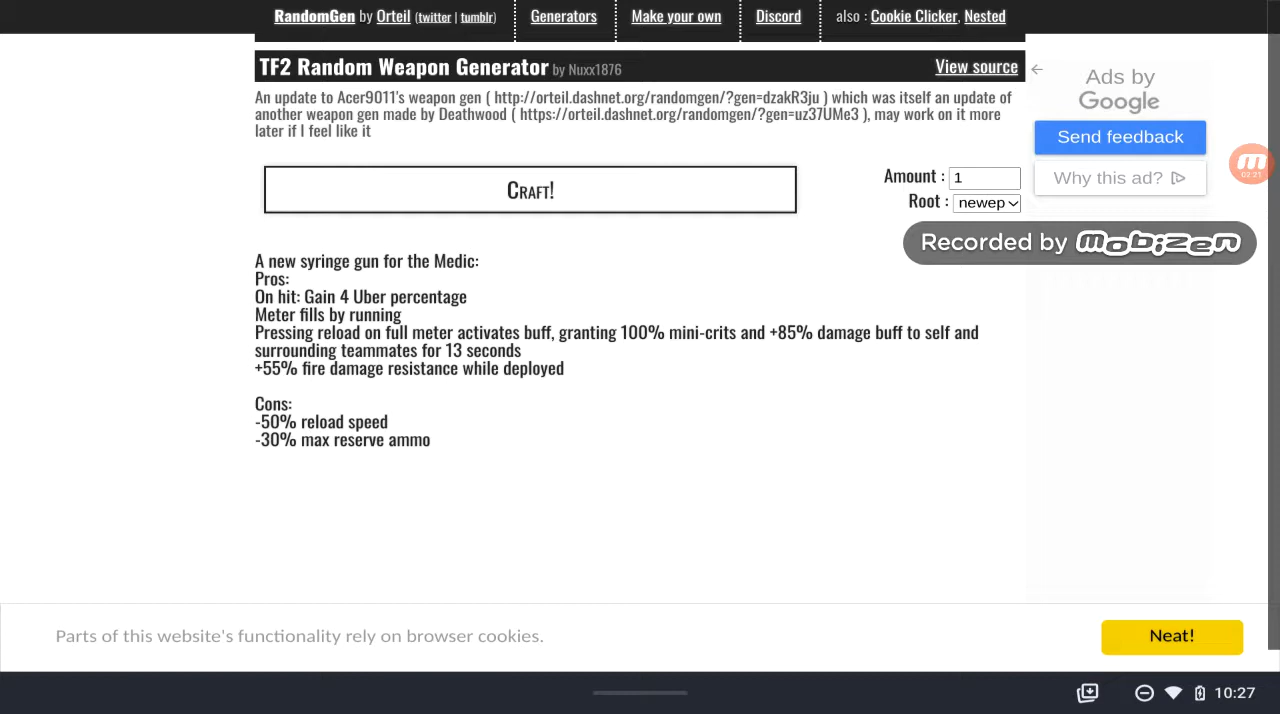 RandomGen by Orteil (twitter | tumblr) Generators Make your own Discord also : Cookie Clicker, Nested
TF2 Random Weapon Generator by Nuxx1876 View source
An update to Acer9011's weapon gen ( http://orteil.dashnet.org/randomgen/?gen=dzakR3ju ) which was itself an update of
another weapon gen made by Deathwood ( https://orteil.dashnet.org/randomgen/?gen=uz37UMe3 ), may work on it more
later if I feel like it
Ads by
Google
Send feedback
Why this ad?
03:21
Craft!
Amount : 1
Root : newep
Recorded by mobizen
A new syringe gun for the Medic:
Pros:
On hit: Gain 4 Uber percentage
Meter fills by running
Pressing reload on full meter activates buff, granting 100% mini-crits and +85% damage buff to self and
surrounding teammates for 13 seconds
+55% fire damage resistance while deployed
Cons:
-50% reload speed
-30% max reserve ammo
Parts of this website's functionality rely on browser cookies.
Neat!
10:27